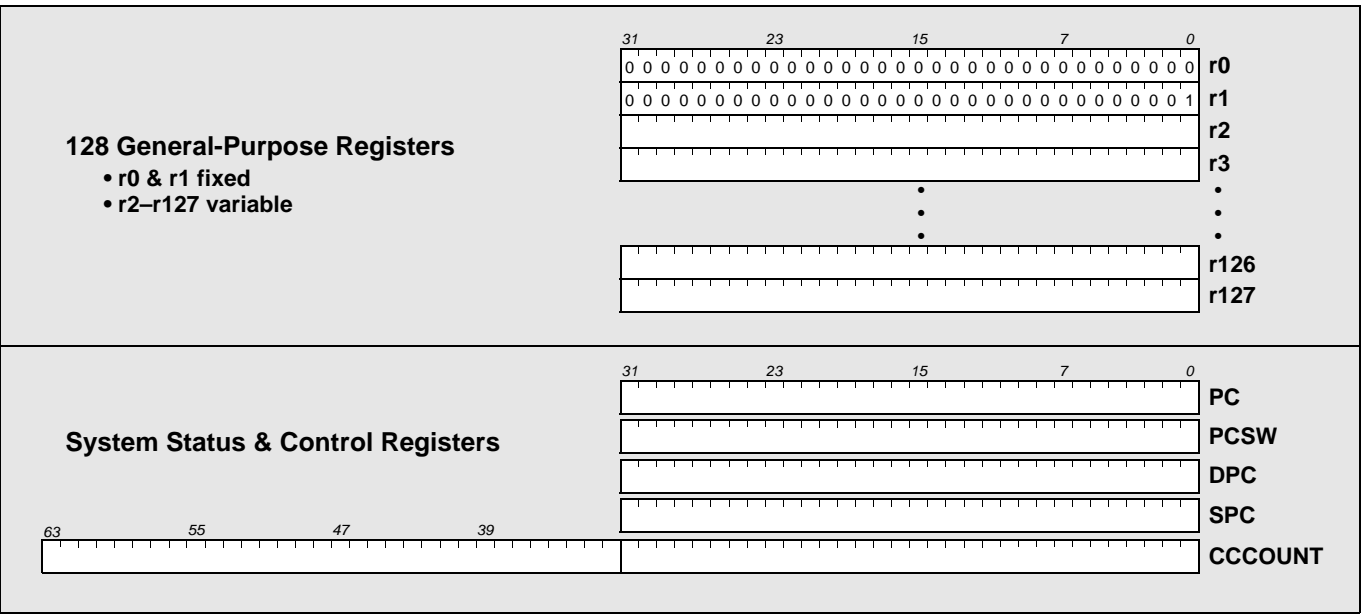 31 23 15 7 0
0 0 0 0 0 0 0 0 0 0 0 0 0 0 0 0 0 0 0 0 0 0 0 0 0 0 0 0 0 0 0 0 r0
0 0 0 0 0 0 0 0 0 0 0 0 0 0 0 0 0 0 0 0 0 0 0 0 0 0 0 0 0 0 0 1 r1
r2
128 General-Purpose Registers
r3
• r0 & r1 fixed
• r2–r127 variable
r126
r127
31 23 15 7 0
PC
System Status & Control Registers
PCSW
DPC
SPC
63 55 47 39
CCCOUNT